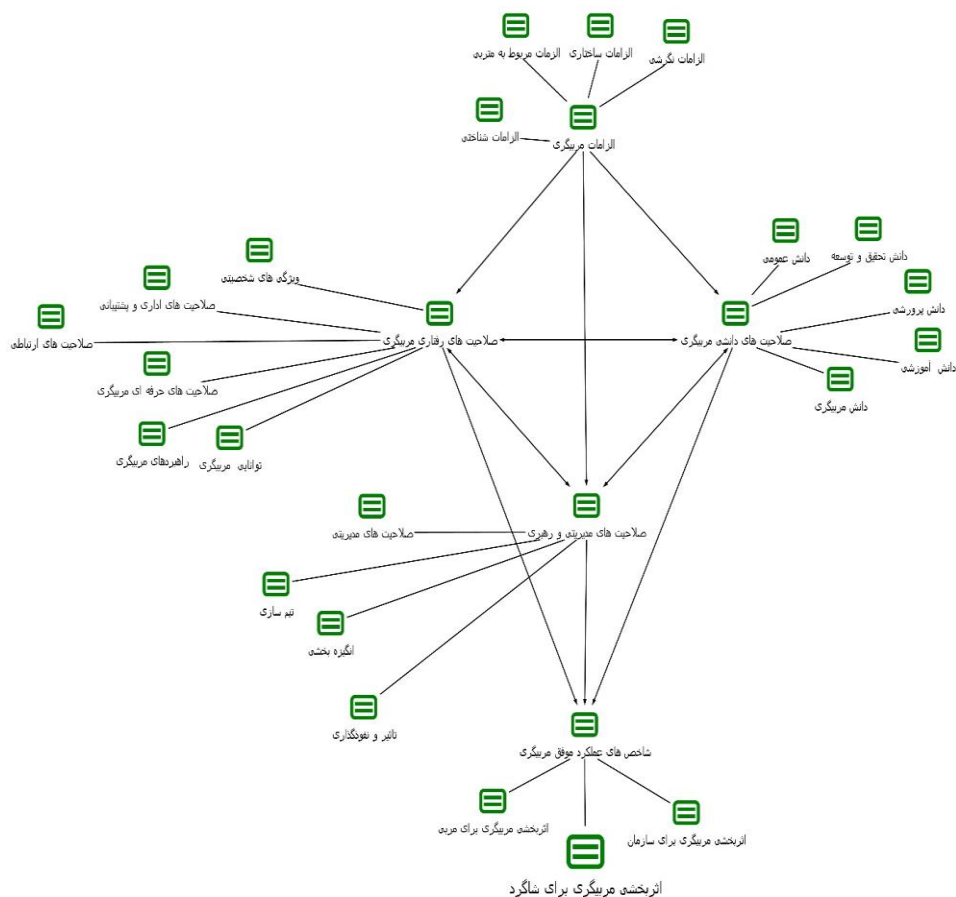 الزمات مربوط به متربی
الزامات ساختاری
الزامات نگرشی
الزامات شناختی
الزامات مربیگری
ویژگی های شخصیتی
صلاحیت های اداری و پشتیبانی
صلاحیت های ارتباطی
صلاحیت های رفتاری مربیگری
صلاحیت های حرفه ای مربیگری
راهبردهای مربیگری
توانایی مربیگری
دانش عمومی
دانش تحقیق و توسعه
دانش پرورشی
صلاحیت های دانشی مربیگری
دانش آموزشی
دانش مربیگری
صلاحیت های مدیریتی و رهبری
صلاحیت های مدیریتی
تیم سازی
انگیزه بخشی
تاثیر و نفوذگذاری
شاخص های عملکرد موفق مربیگری
اثربخشی مربیگری برای مربی
اثربخشی مربیگری برای سازمان
اثربخشی مربیگری برای شاگرد